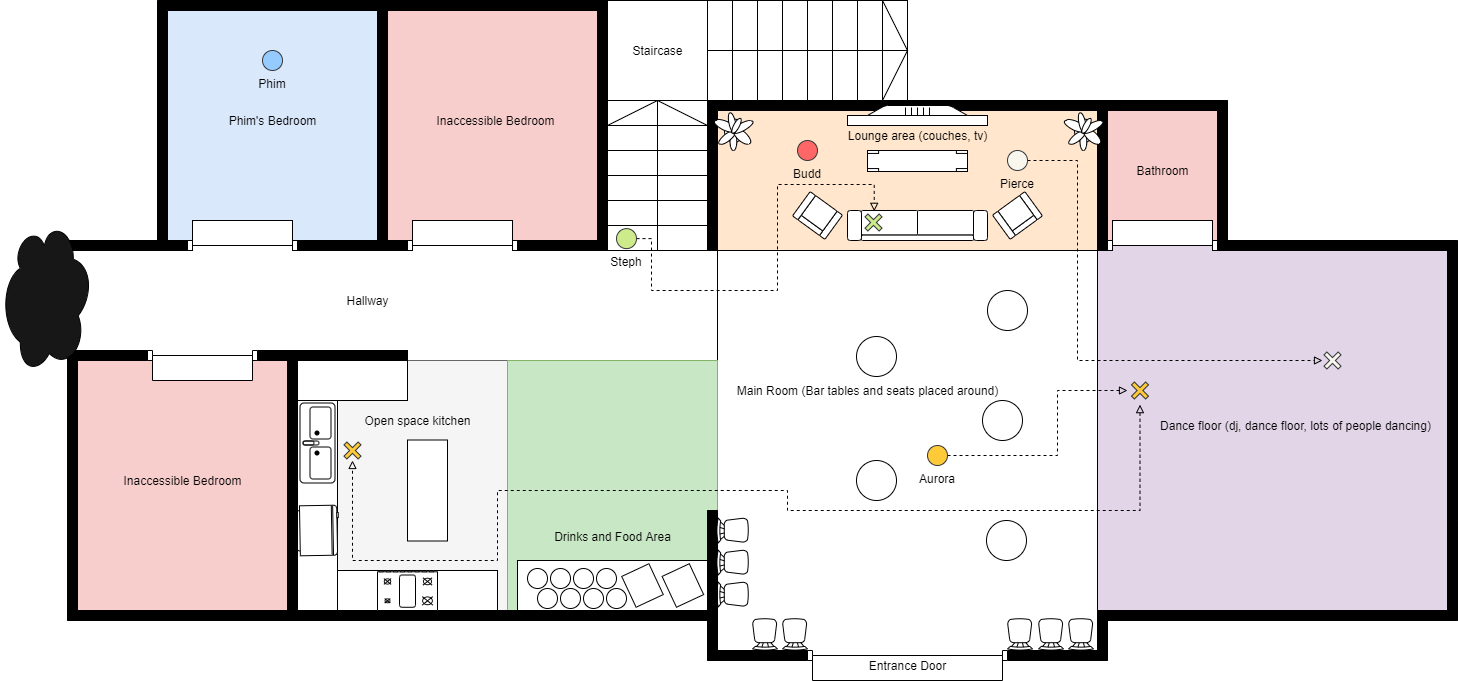 Staircase
Phim
Phim's Bedroom
Inaccessible Bedroom
Lounge area (couches, tv)
Budd
Pierce
Bathroom
Steph
Hallway
Main Room (Bar tables and seats placed around)
Open space kitchen
Dance floor (dj, dance floor, lots of people dancing)
Inaccessible Bedroom
Aurora
Drinks and Food Area
Entrance Door